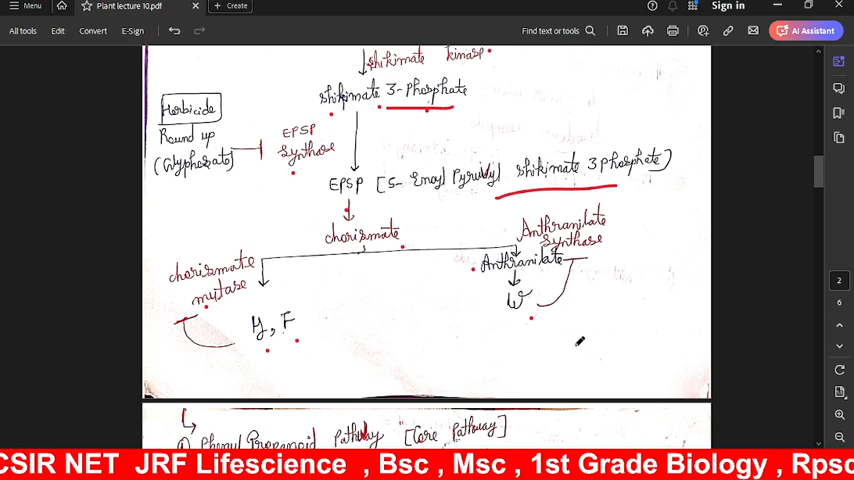 Menu
Plant lecture 10.pdf
Create
Sign in
All tools Edit Convert E-Sign
Find text or tools
AI Assistant
shikimate kinase
shikimate 3-Phosphate
Herbicide
Round up
(Glyphosate)
EPSP
synthase
EPSP [5- Enoyl Pyruvyl shikimate 3 Phosphate)
chorismate
chorismate
mutase
Y, F
Anthranilate
synthase
Anthranilate
W
2
6
① Phenyl Propanoid Pathway [Core Pathway]
CSIR NET JRF Lifescience , Bsc , Msc , 1st Grade Biology , Rpsc